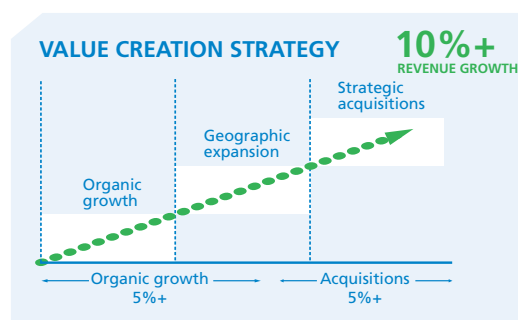 VALUE CREATION STRATEGY
10%+
REVENUE GROWTH
Strategic
acquisitions
Geographic
expansion
Organic
growth
Organic growth
5%+
Acquisitions
5%+